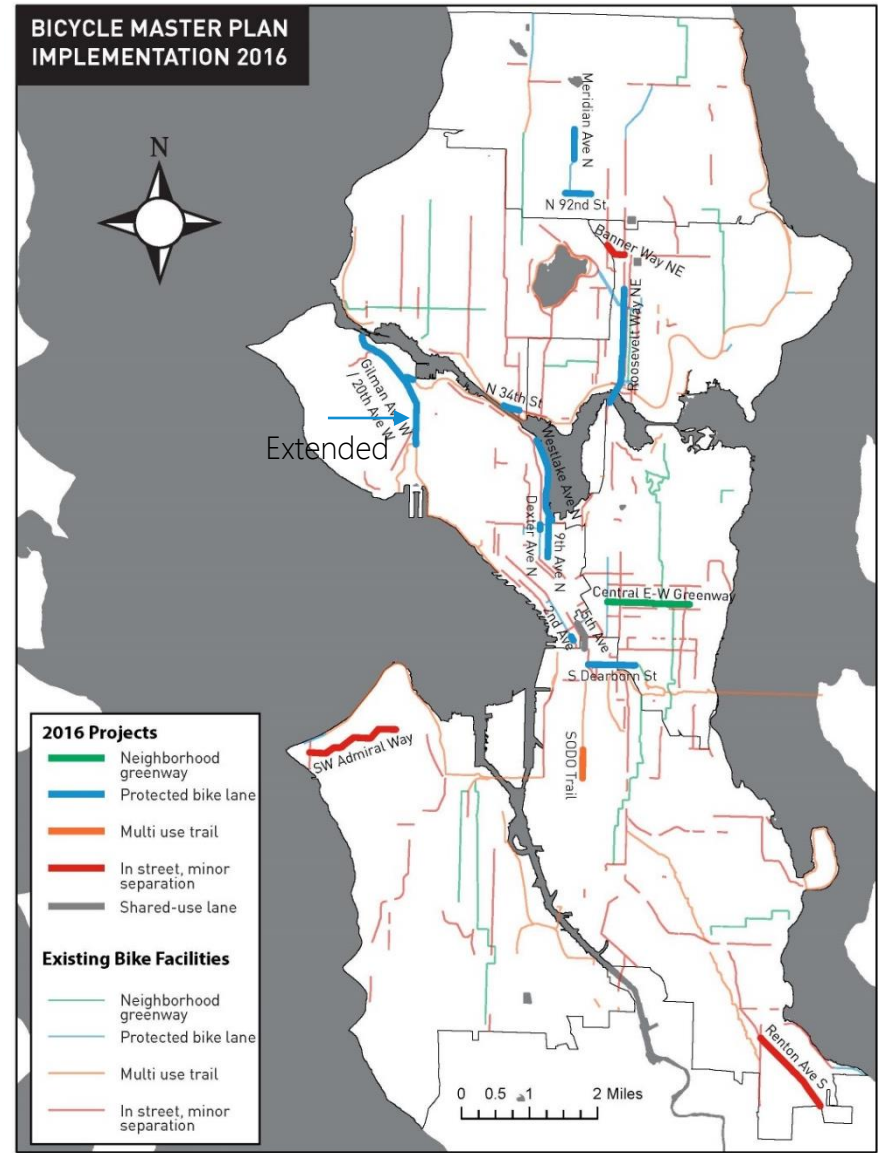 BICYCLE MASTER PLAN
IMPLEMENTATION 2016
N
Meridian Ave N
N 92nd St
Banner Way NE
Roosevelt Way NE
Gilman Ave W
/ 20th Ave W
Extended
N 34th St
Westlake Ave N
Dexter Ave N
9th Ave N
Central E-W Greenway
2nd Ave
5th Ave
S Dearborn St
SW Admiral Way
SODO Trail
Renton Ave S
2016 Projects
Neighborhood
greenway
Protected bike lane
Multi use trail
In street, minor
separation
Shared-use lane
Existing Bike Facilities
Neighborhood
greenway
Protected bike lane
Multi use trail
In street, minor
separation
0 0.5 1 2 Miles